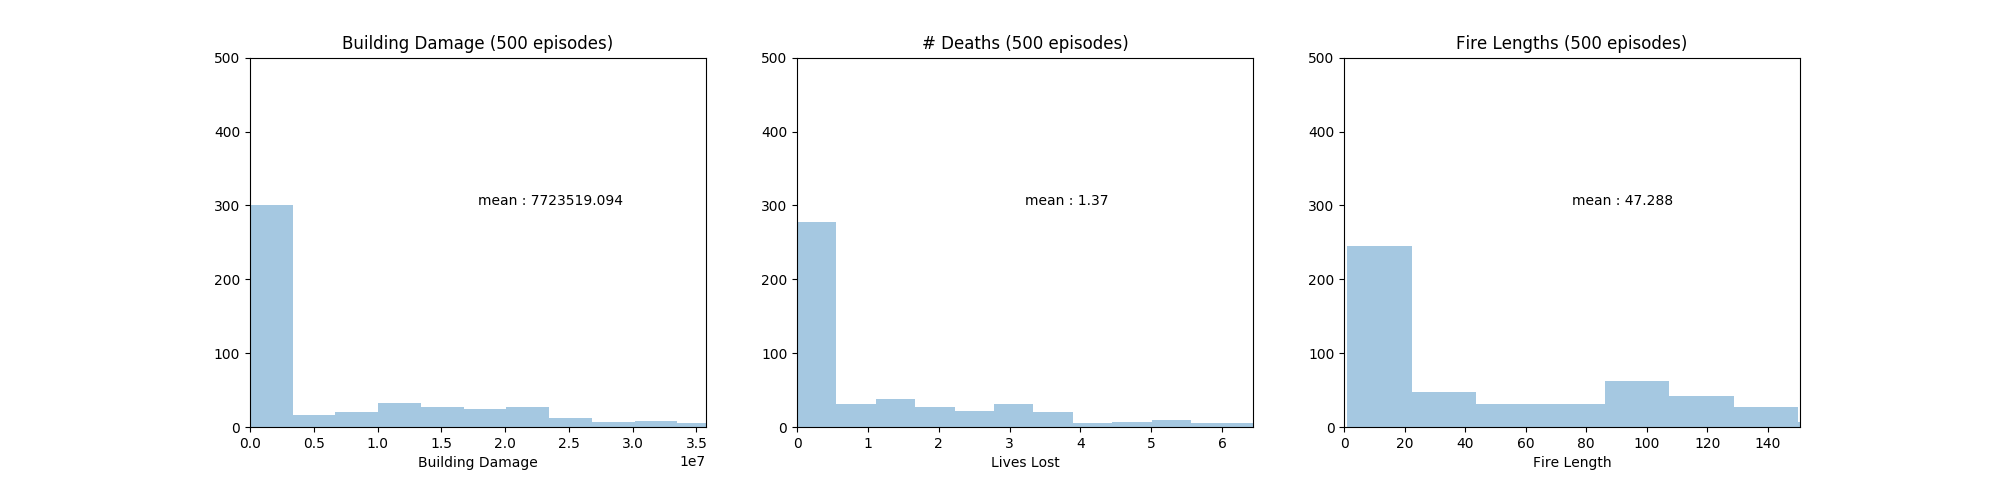 Building Damage (500 episodes)
500
400
300
200
100
0
mean : 7723519.094
0.0 0.5 1.0 1.5 2.0 2.5 3.0 3.5
1e7
Building Damage
# Deaths (500 episodes)
500
400
300
200
100
0
mean : 1.37
0 1 2 3 4 5 6
Lives Lost
Fire Lengths (500 episodes)
500
400
300
200
100
0
mean : 47.288
0 20 40 60 80 100 120 140
Fire Length